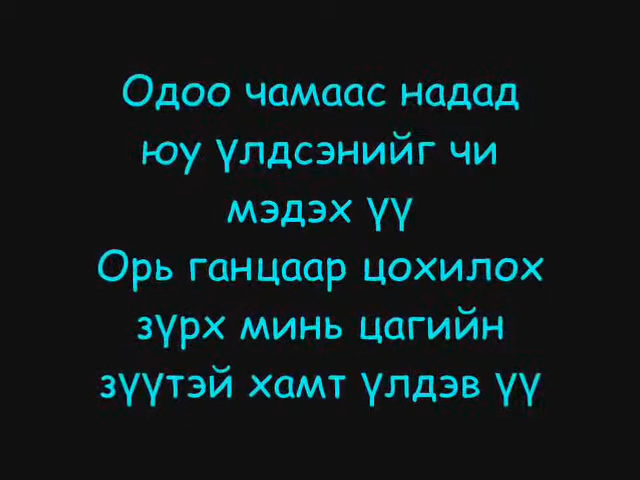 Одоо чамаас надад
юу үлдсэнийг чи
мэдэх үү
Орь ганцаар цохилох
зүрх минь цагийн
зүүтэй хамт үлдэв үү